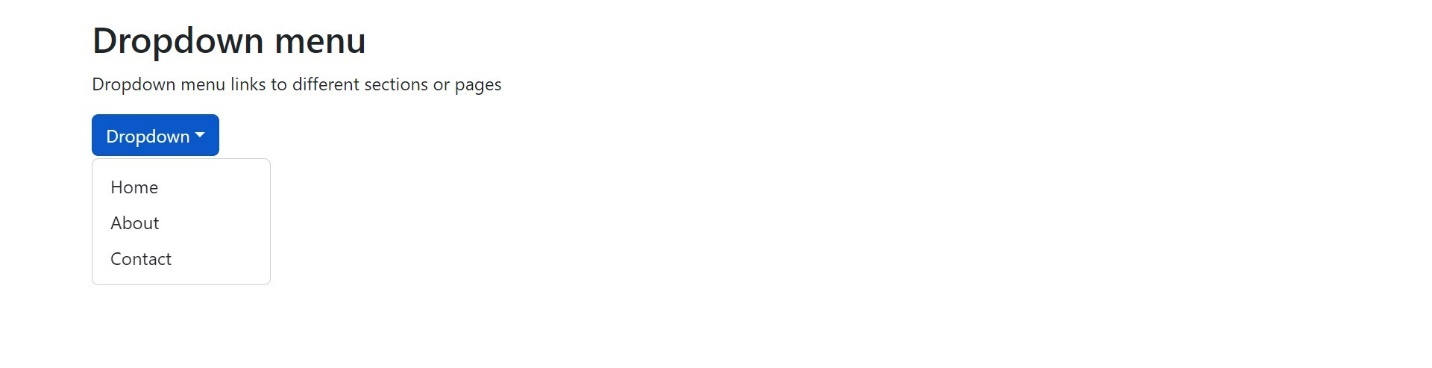 Dropdown menu
Dropdown menu links to different sections or pages
Dropdown
Home
About
Contact